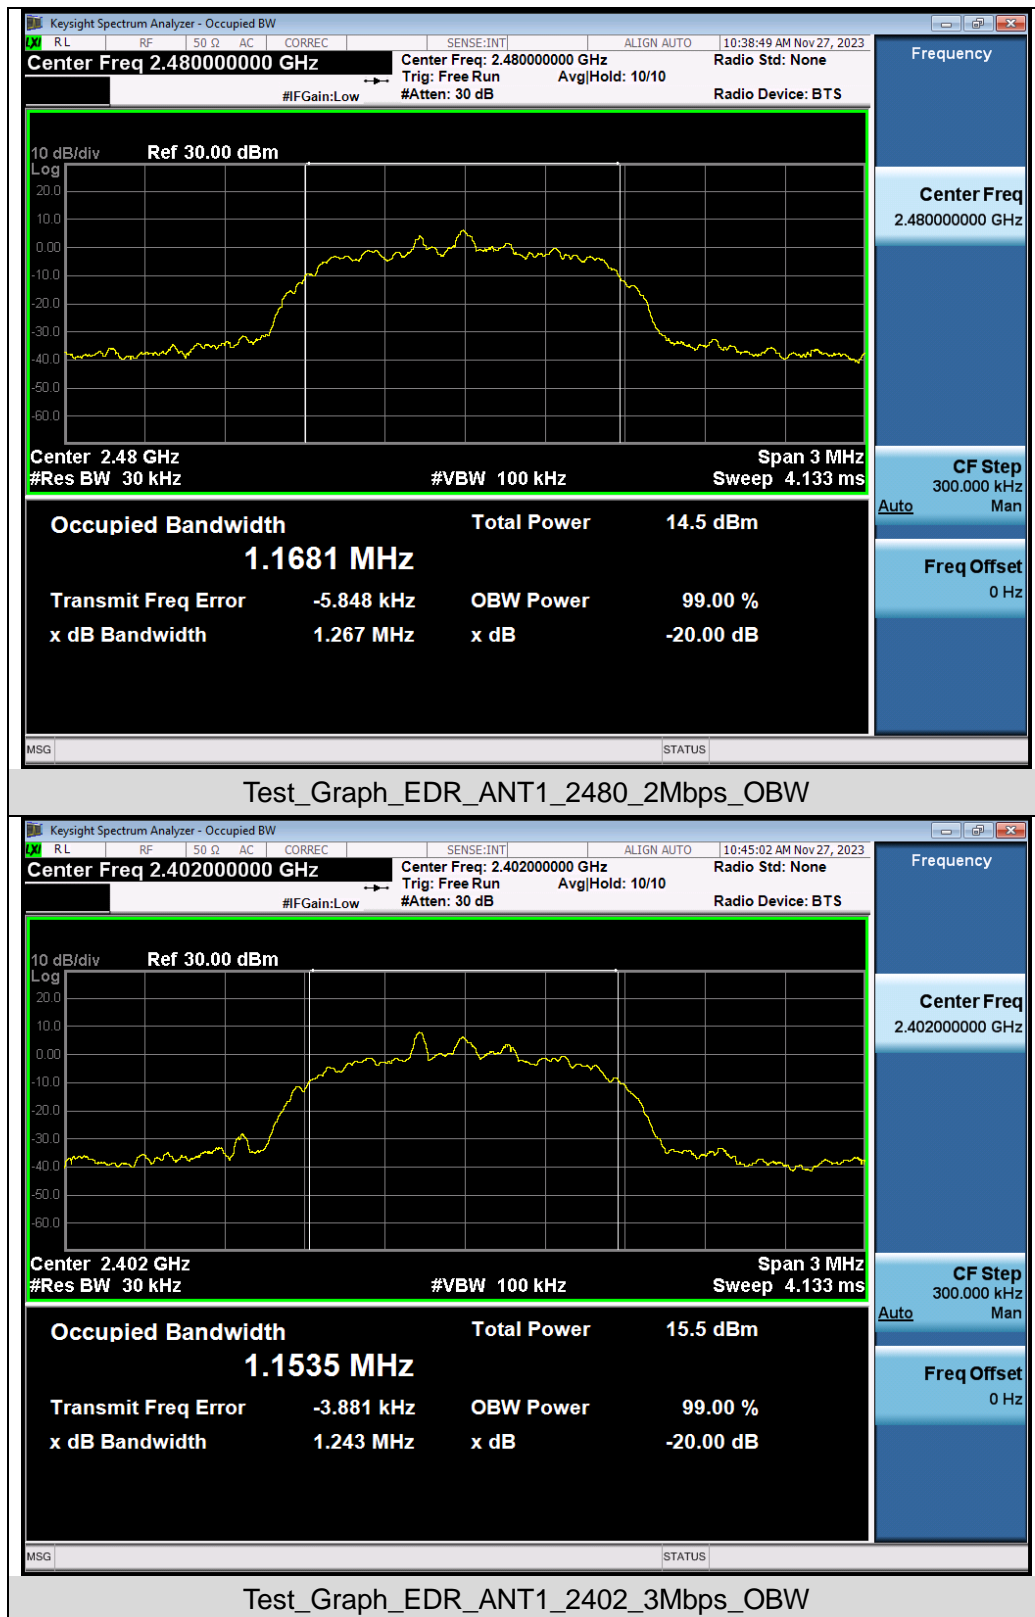 Keysight Spectrum Analyzer - Occupied BW
LXI RL RF 50 Ω AC CORREC SENSE:INT ALIGN AUTO 10:38:49 AM Nov 27, 2023
Center Freq 2.480000000 GHz
Center Freq: 2.480000000 GHz
Radio Std: None
Trig: Free Run Avg|Hold: 10/10
#IFGain:Low
#Atten: 30 dB
Radio Device: BTS
Frequency
10 dB/div Ref 30.00 dBm
Log
20.0
10.0
0.00
-10.0
-20.0
-30.0
-40.0
-50.0
-60.0
Center 2.48 GHz Span 3 MHz
#Res BW 30 kHz #VBW 100 kHz Sweep 4.133 ms
Center Freq
2.480000000 GHz
CF Step
300.000 kHz
Auto Man
Freq Offset
0 Hz
Occupied Bandwidth Total Power 14.5 dBm
1.1681 MHz
Transmit Freq Error -5.848 kHz OBW Power 99.00 %
x dB Bandwidth 1.267 MHz x dB -20.00 dB
MSG STATUS
Test_Graph_EDR_ANT1_2480_2Mbps_OBW
Keysight Spectrum Analyzer - Occupied BW
LXI RL RF 50 Ω AC CORREC SENSE:INT ALIGN AUTO 10:45:02 AM Nov 27, 2023
Center Freq 2.402000000 GHz
Center Freq: 2.402000000 GHz
Radio Std: None
Trig: Free Run Avg|Hold: 10/10
#IFGain:Low
#Atten: 30 dB
Radio Device: BTS
Frequency
10 dB/div Ref 30.00 dBm
Log
20.0
10.0
0.00
-10.0
-20.0
-30.0
-40.0
-50.0
-60.0
Center 2.402 GHz Span 3 MHz
#Res BW 30 kHz #VBW 100 kHz Sweep 4.133 ms
Center Freq
2.402000000 GHz
CF Step
300.000 kHz
Auto Man
Freq Offset
0 Hz
Occupied Bandwidth Total Power 15.5 dBm
1.1535 MHz
Transmit Freq Error -3.881 kHz OBW Power 99.00 %
x dB Bandwidth 1.243 MHz x dB -20.00 dB
MSG STATUS
Test_Graph_EDR_ANT1_2402_3Mbps_OBW